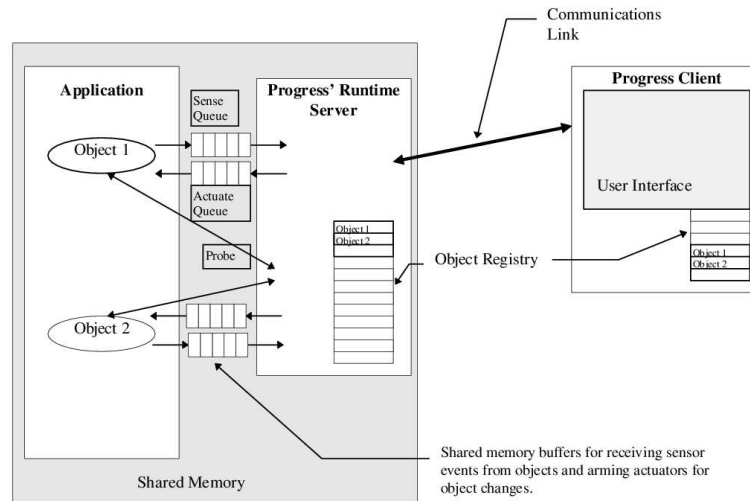 Communications
Link
Application
Sense
Queue
Progress' Runtime
Server
Progress Client
Object 1
User Interface
Actuate
Queue
Object 1
Object 2
Probe
Object Registry
Object 1
Object 2
Object 2
Shared memory buffers for receiving sensor
events from objects and arming actuators for
object changes.
Shared Memory